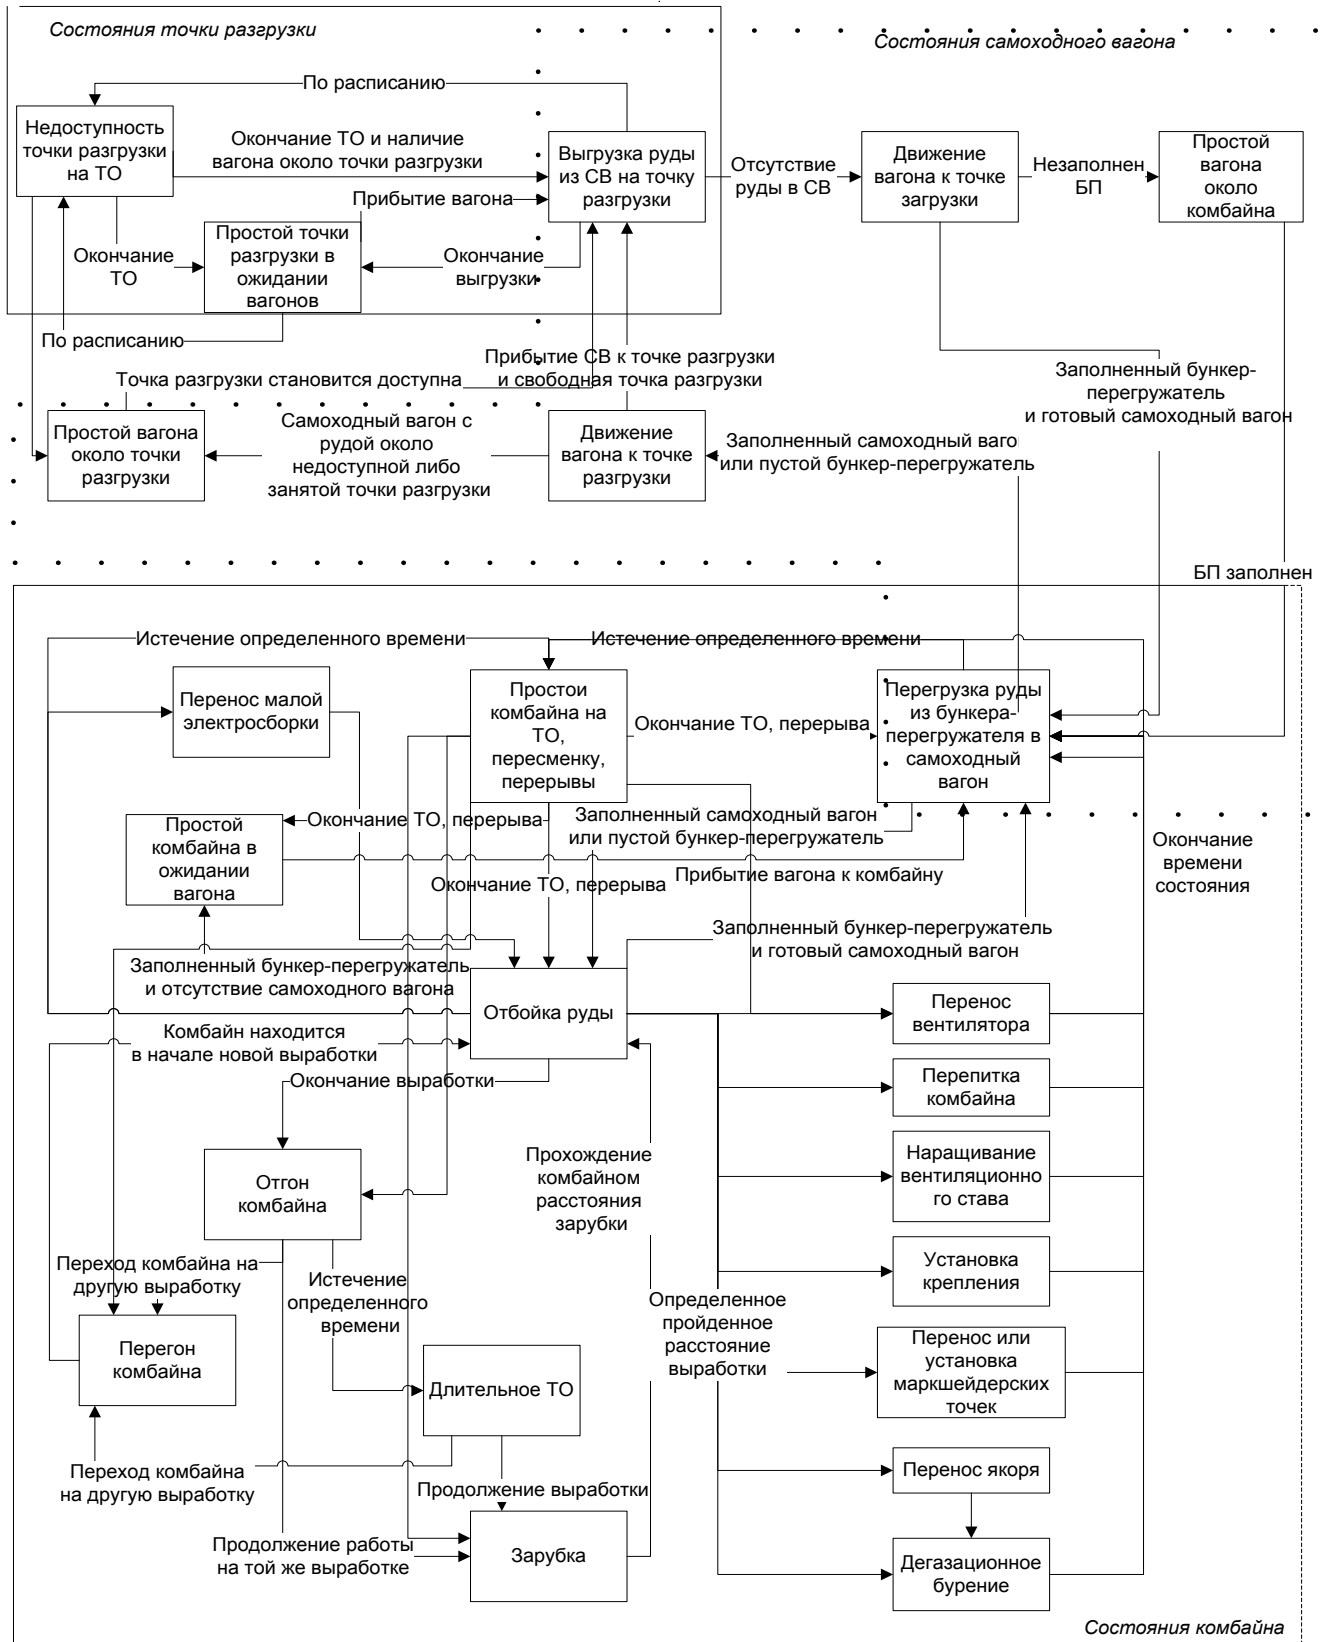 Состояния точки разгрузки
Состояния самоходного вагона
По расписанию
Недоступность
точки разгрузки
на ТО
Окончание ТО и наличие
вагона около точки разгрузки
Выгрузка руды
из СВ на точку
разгрузки
Отсутствие
руды в СВ
Движение
вагона к точке
загрузки
Незаполнен
БП
Простой
вагона
около
комбайна
Прибытие вагона
Окончание
ТО
Простой точки
разгрузки в
ожидании
вагонов
Окончание
выгрузки
По расписанию
Прибытие СВ к точке разгрузки
и свободная точка разгрузки
Точка разгрузки становится доступна
Заполненный бункер-
перегружатель
и готовый самоходный вагон
Простой вагона
около точки
разгрузки
Самоходный вагон с
рудой около
недоступной либо
занятой точки разгрузки
Движение
вагона к точке
разгрузки
Заполненный самоходный вагон
или пустой бункер-перегружатель
БП заполнен
Истечение определенного времени
Истечение определенного времени
Перенос малой
электросборки
Простои
комбайна на
ТО,
пересменку,
перерывы
Окончание ТО, перерыва
Перегрузка руды
из бункера-
перегружателя в
самоходный
вагон
Простой
комбайна в
ожидании
вагона
Окончание ТО, перерыва
Заполненный самоходный вагон
или пустой бункер-перегружатель
Прибытие вагона к комбайну
Окончание
времени
состояния
Окончание ТО, перерыва
Заполненный бункер-перегружатель
и отсутствие самоходного вагона
Заполненный бункер-перегружатель
и готовый самоходный вагон
Отбойка руды
Комбайн находится
в начале новой выработки
Окончание выработки
Перенос
вентилятора
Перепитка
комбайна
Отгон
комбайна
Прохождение
комбайном
расстояния
зарубки
Наращивание
вентиляционно
го става
Установка
крепления
Переход комбайна на
другую выработку
Истечение
определенного
времени
Определенное
пройденное
расстояние
выработки
Перегон
комбайна
Длительное ТО
Перенос или
установка
маркшейдерских
точек
Переход комбайна
на другую выработку
Продолжение выработки
Перенос якоря
Продолжение работы
на той же выработке
Зарубка
Дегазационное
бурение
Состояния комбайна